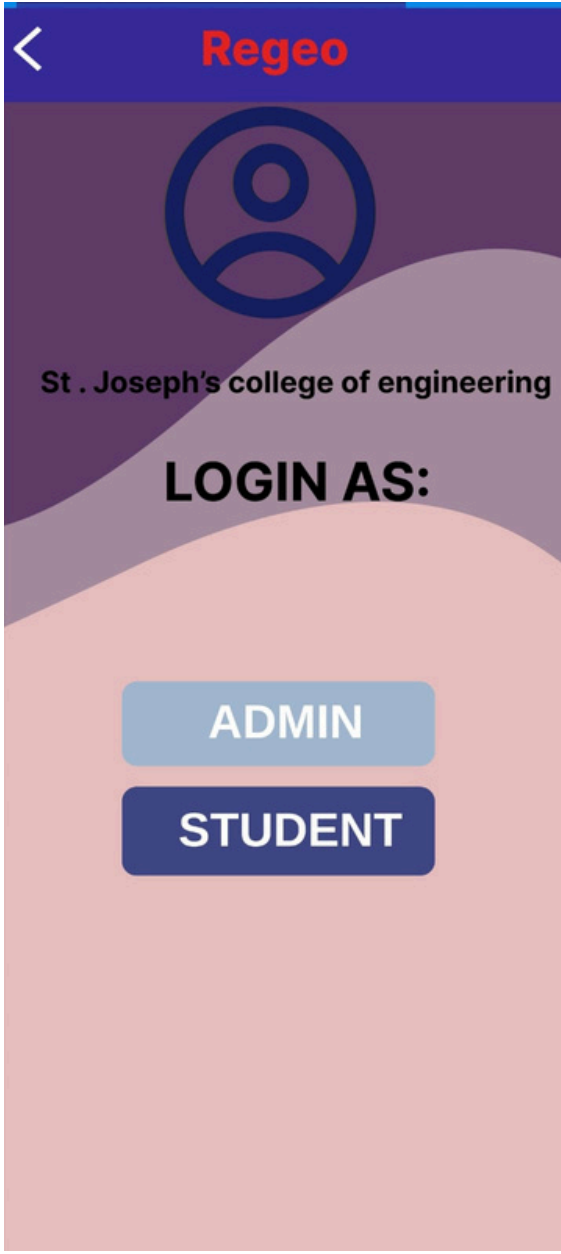 Regeo
St . Joseph's college of engineering
LOGIN AS:
ADMIN
STUDENT